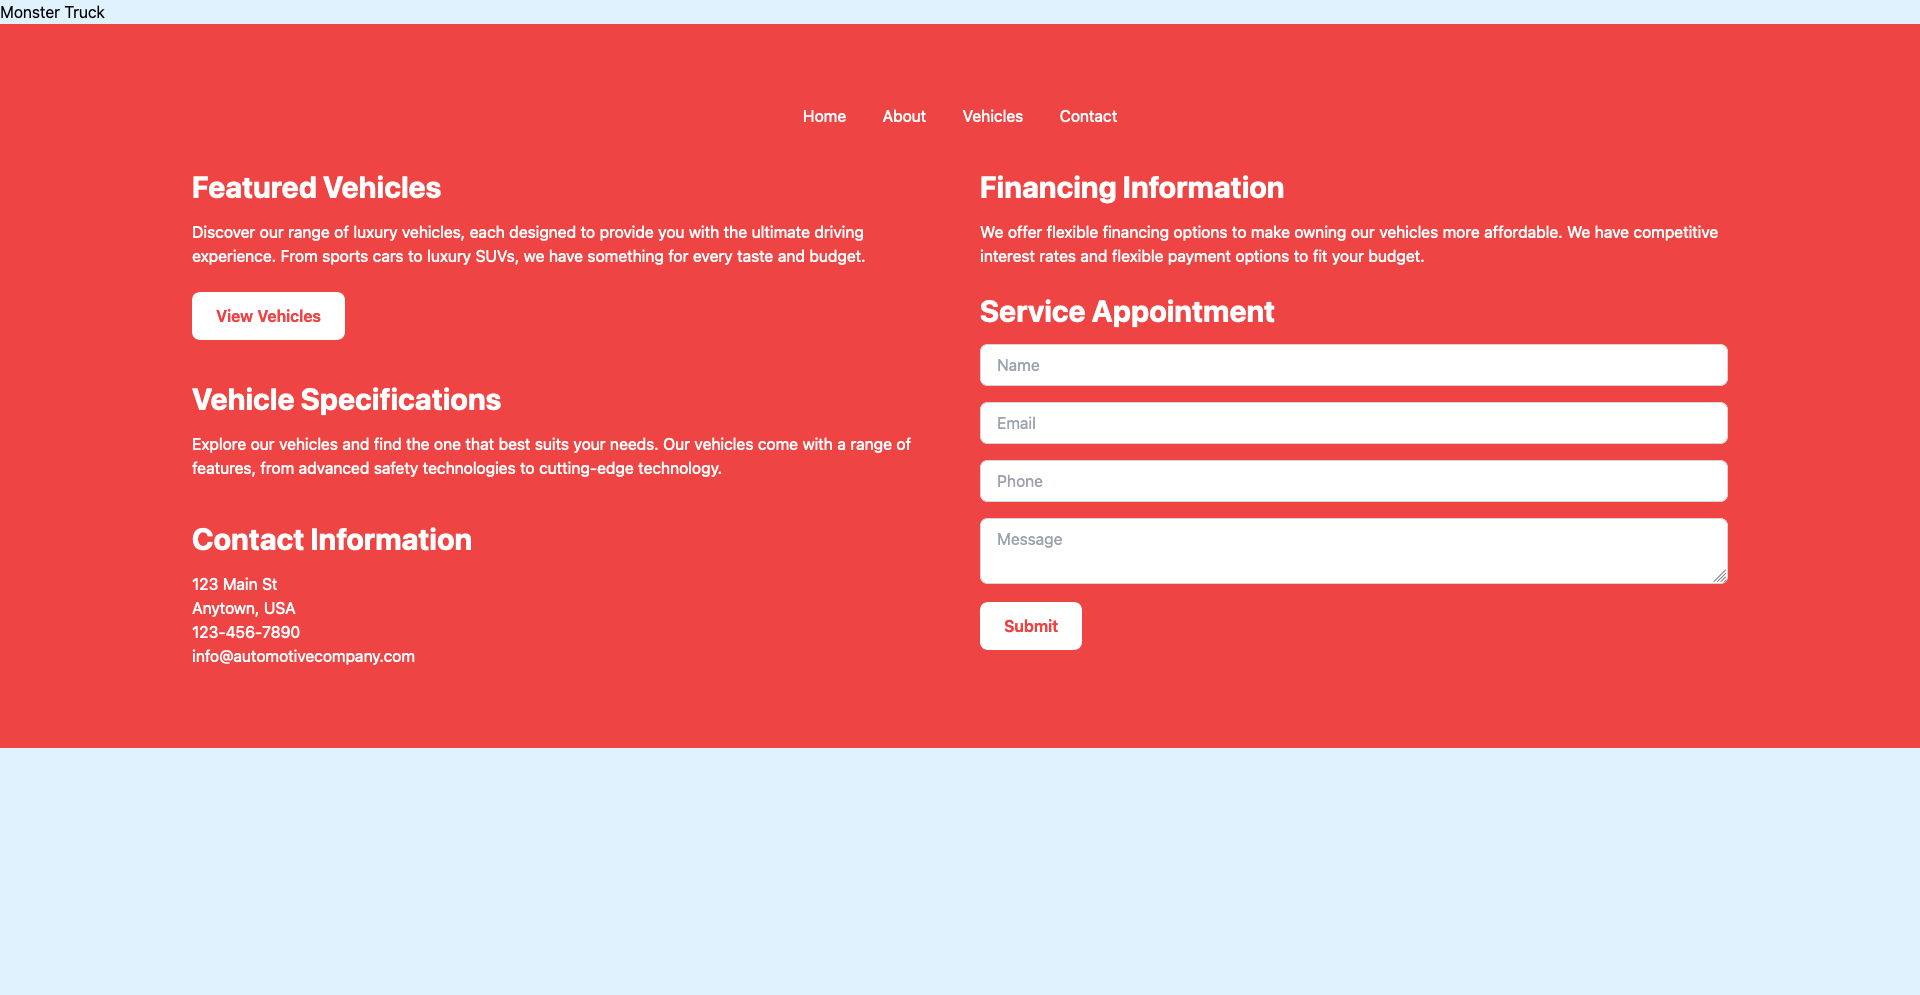 Monster Truck
Home About Vehicles Contact
Featured Vehicles
Discover our range of luxury vehicles, each designed to provide you with the ultimate driving
experience. From sports cars to luxury SUVs, we have something for every taste and budget.
View Vehicles
Vehicle Specifications
Explore our vehicles and find the one that best suits your needs. Our vehicles come with a range of
features, from advanced safety technologies to cutting-edge technology.
Contact Information
123 Main St
Anytown, USA
123-456-7890
info@automotivecompany.com
Financing Information
We offer flexible financing options to make owning our vehicles more affordable. We have competitive
interest rates and flexible payment options to fit your budget.
Service Appointment
Name
Email
Phone
Message
Submit